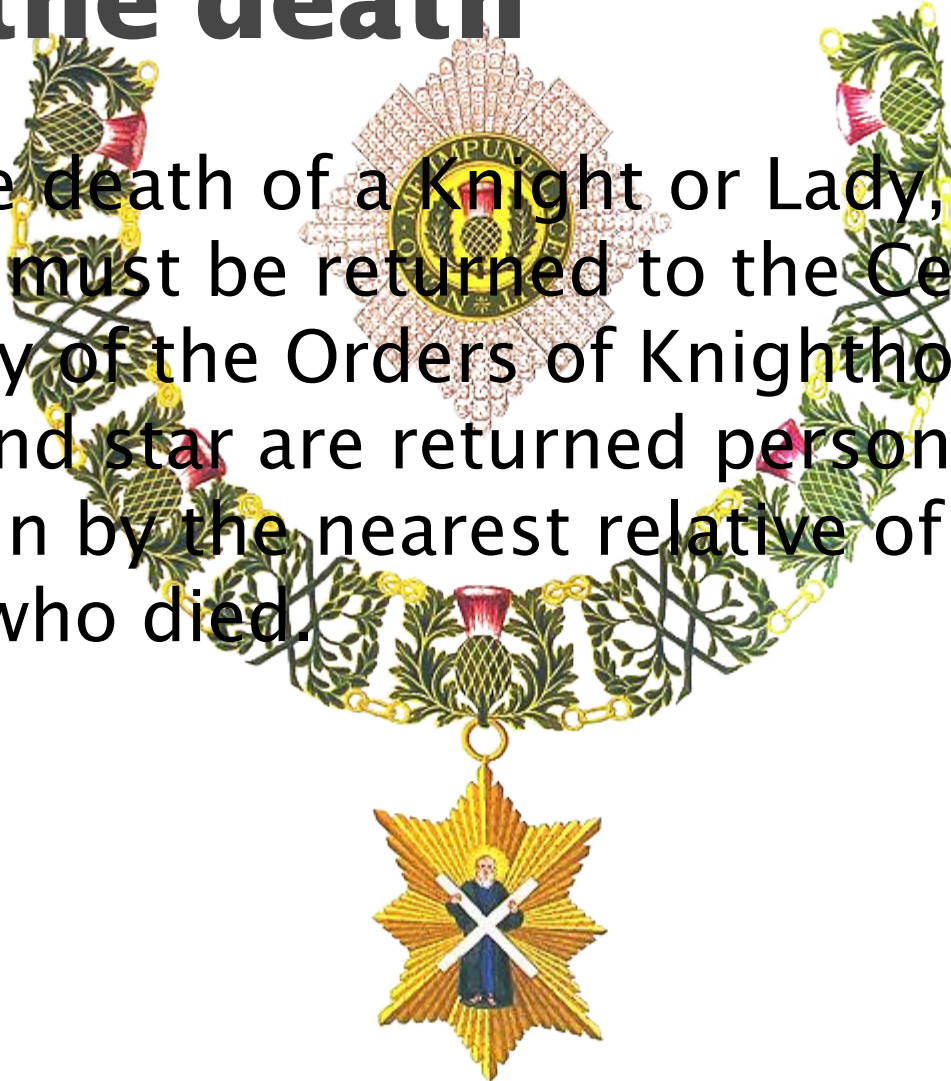 the death
e death of a Knight or Lady,
must be returned to the Ce
y of the Orders of Knightho
nd star are returned person
n by the nearest relative of
who died.
IMPUNE